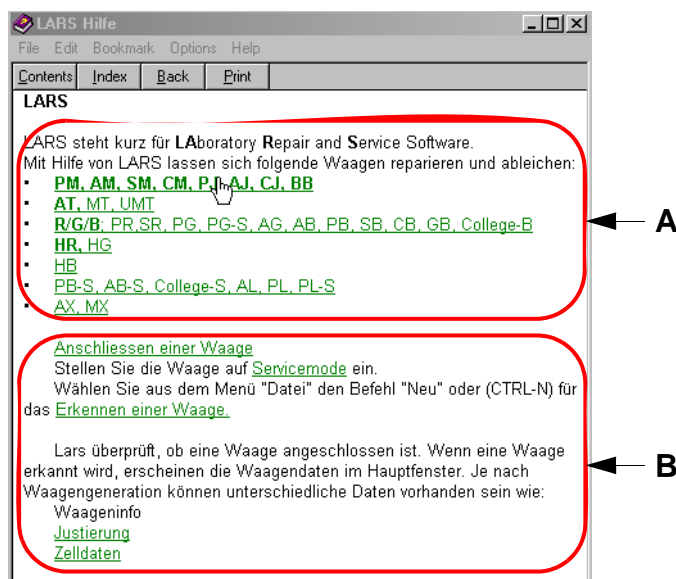 LARS Hilfe
File Edit Bookmark Options Help
Contents Index Back Print
LARS
LARS steht kurz für LAboratory Repair and Service Software.
Mit Hilfe von LARS lassen sich folgende Waagen reparieren und ableichen:
PM, AM, SM, CM, PJ, AJ, CJ, BB
AT, MT, UMT
R/G/B; PR,SR, PG, PG-S, AG, AB, PB, SB, CB, GB, College-B
A
HR, HG
HB
PB-S, AB-S, College-S, AL, PL, PL-S
AX, MX
Anschliessen einer Waage
Stellen Sie die Waage auf Servicemode ein.
Wählen Sie aus dem Menü "Datei" den Befehl "Neu" oder (CTRL-N) für
das Erkennen einer Waage.
Lars überprüft, ob eine Waage angeschlossen ist. Wenn eine Waage
erkannt wird, erscheinen die Waagendaten im Hauptfenster. Je nach
B
Waagengeneration können unterschiedliche Daten vorhanden sein wie:
Waageninfo
Justierung
Zelldaten